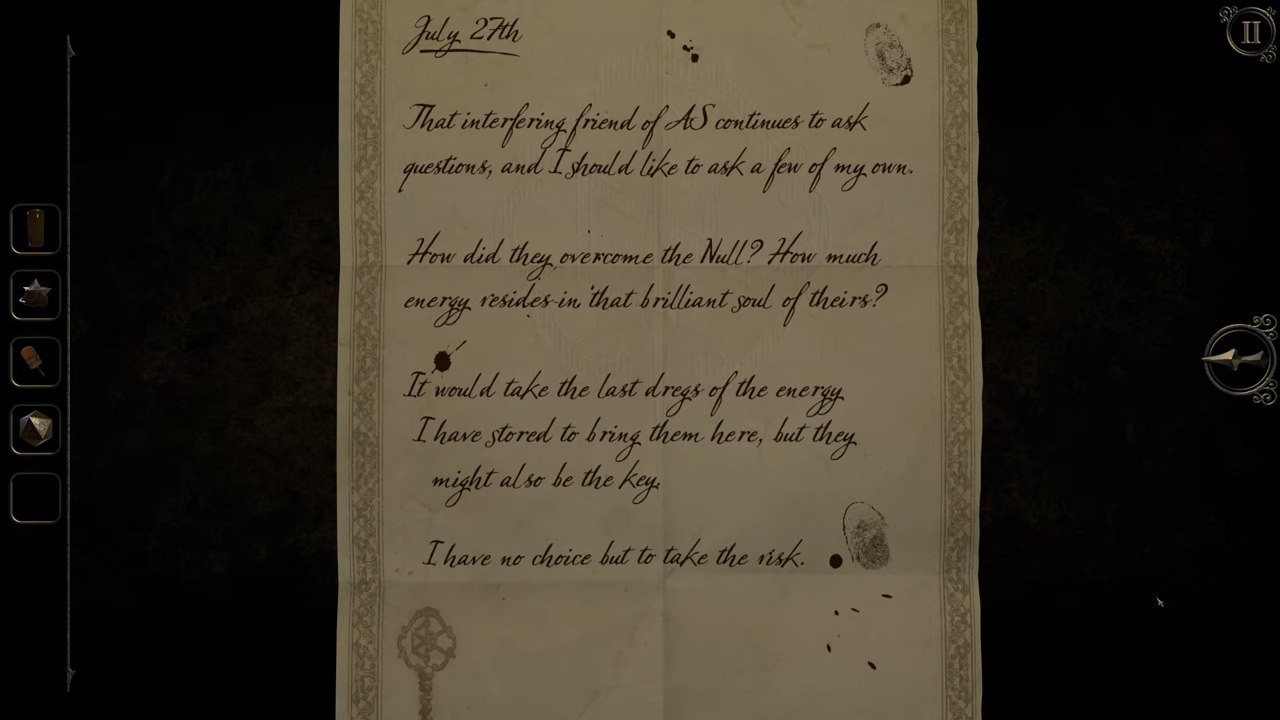 July 27th
That interfering friend of AS continues to ask
questions, and I should like to ask a few of my own.
How did they overcome the Null? How much
energy resides in that brilliant soul of theirs?
It would take the last dregs of the energy
I have stored to bring them here, but they
might also be the key.
I have no choice but to take the risk.